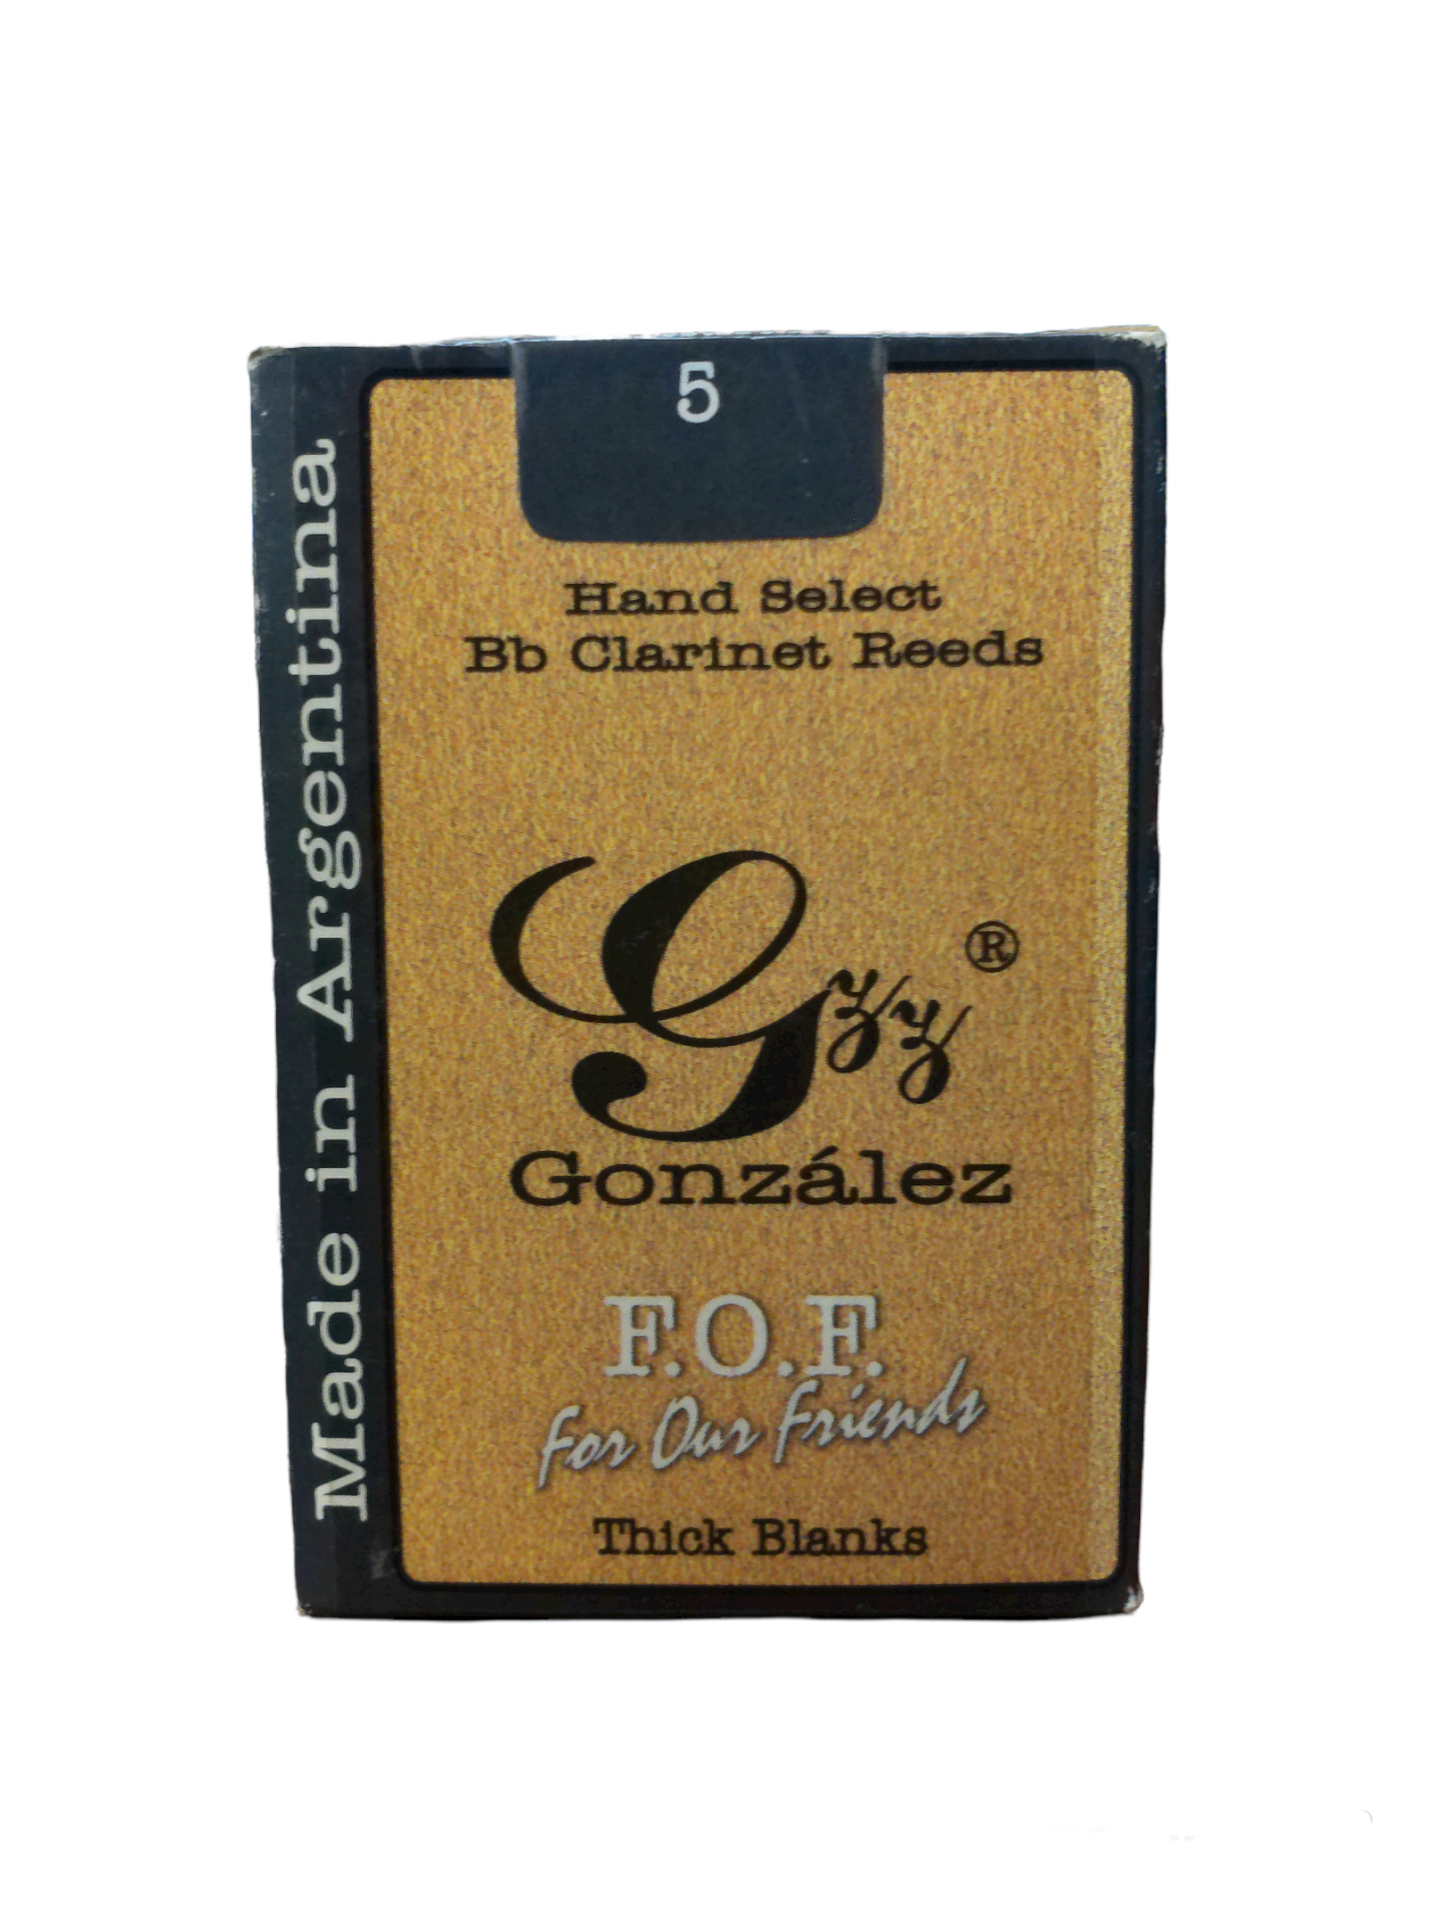 5
Hand Select
Bb Clarinet Reeds
Gzz®
González
F.O.F.
For Our Friends
Thick Blanks
Made in Argentina